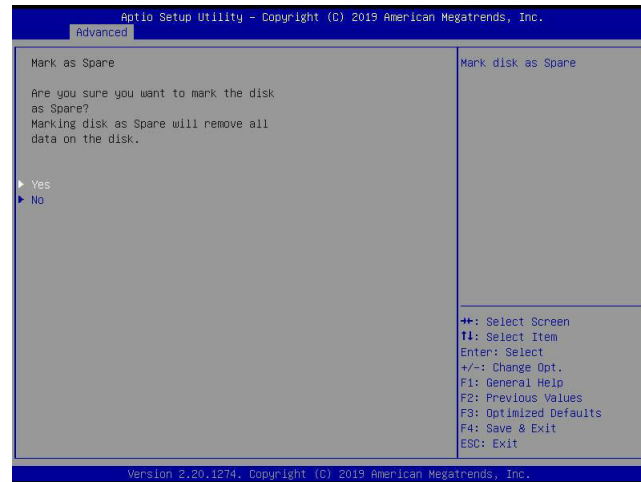 Aptio Setup Utility – Copyright (C) 2019 American Megatrends, Inc.
Advanced
Mark as Spare
Are you sure you want to mark the disk
as Spare?
Marking disk as Spare will remove all
data on the disk.
Yes
No
Mark disk as Spare
→←: Select Screen
↑↓: Select Item
Enter: Select
+/-: Change Opt.
F1: General Help
F2: Previous Values
F3: Optimized Defaults
F4: Save & Exit
ESC: Exit
Version 2.20.1274. Copyright (C) 2019 American Megatrends, Inc.